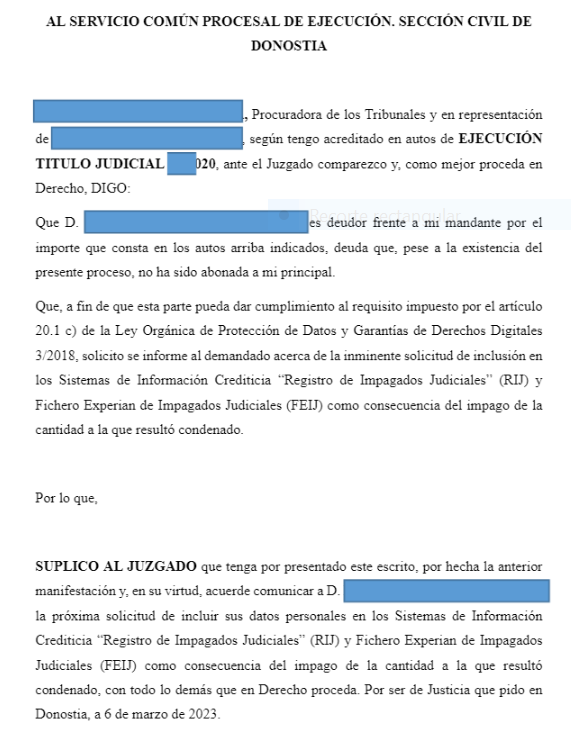 AL SERVICIO COMÚN PROCESAL DE EJECUCIÓN. SECCIÓN CIVIL DE
DONOSTIA
, Procuradora de los Tribunales y en representación
de , según tengo acreditado en autos de EJECUCIÓN
TITULO JUDICIAL 020, ante el Juzgado comparezco y, como mejor proceda en
Derecho, DIGO:
Que D. es deudor frente a mi mandante por el
importe que consta en los autos arriba indicados, deuda que, pese a la existencia del
presente proceso, no ha sido abonada a mi principal.
Que, a fin de que esta parte pueda dar cumplimiento al requisito impuesto por el artículo
20.1 c) de la Ley Orgánica de Protección de Datos y Garantías de Derechos Digitales
3/2018, solicito se informe al demandado acerca de la inminente solicitud de inclusión en
los Sistemas de Información Crediticia “Registro de Impagados Judiciales” (RIJ) y
Fichero Experian de Impagados Judiciales (FEIJ) como consecuencia del impago de la
cantidad a la que resultó condenado.
Por lo que,
SUPLICO AL JUZGADO que tenga por presentado este escrito, por hecha la anterior
manifestación y, en su virtud, acuerde comunicar a D.
la próxima solicitud de incluir sus datos personales en los Sistemas de Información
Crediticia “Registro de Impagados Judiciales” (RIJ) y Fichero Experian de Impagados
Judiciales (FEIJ) como consecuencia del impago de la cantidad a la que resultó
condenado, con todo lo demás que en Derecho proceda. Por ser de Justicia que pido en
Donostia, a 6 de marzo de 2023.